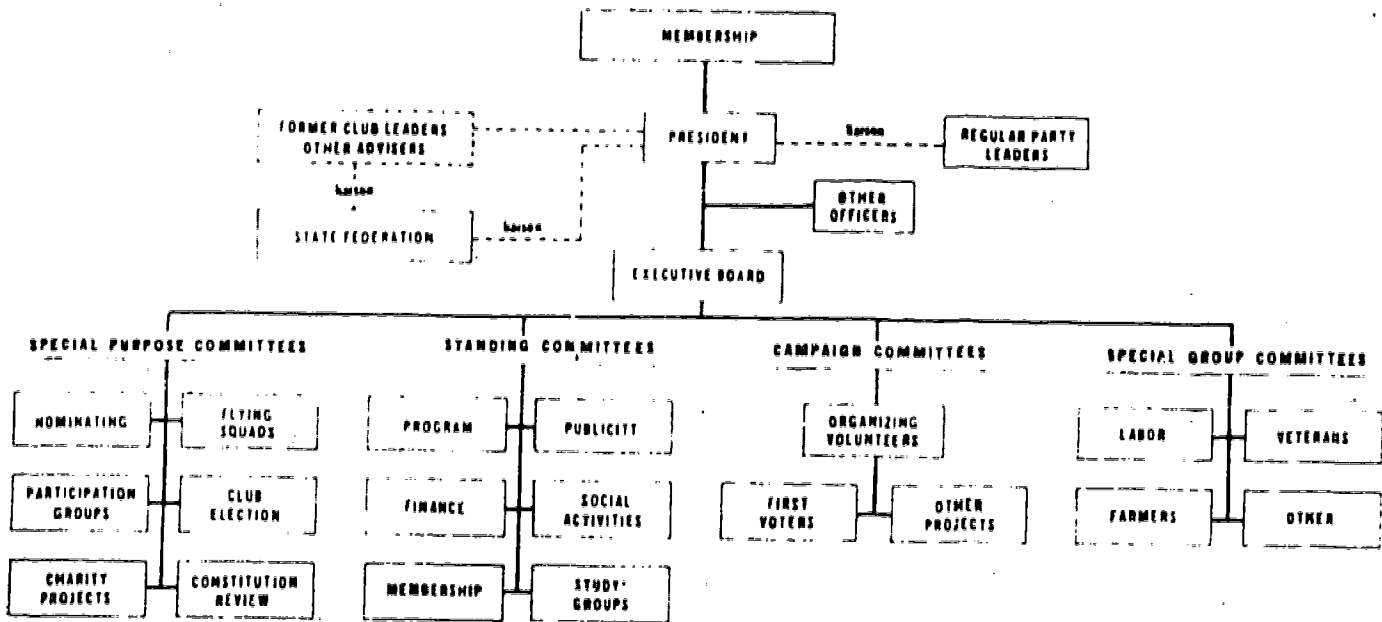 MEMBERSHIP
FORMER CLUB LEADERS
OTHER ADVISERS
PRESIDENT
liaison
REGULAR PARTY
LEADERS
liaison
OTHER
OFFICERS
STATE FEDERATION
liaison
EXECUTIVE BOARD
SPECIAL PURPOSE COMMITTEES
STANDING COMMITTEES
CAMPAIGN COMMITTEES
SPECIAL GROUP COMMITTEES
NOMINATING
FLYING
SQUADS
PROGRAM
PUBLICITY
ORGANIZING
VOLUNTEERS
LABOR
VETERANS
PARTICIPATION
GROUPS
CLUB
ELECTION
FINANCE
SOCIAL
ACTIVITIES
FIRST
VOTERS
OTHER
PROJECTS
FARMERS
OTHER
CHARITY
PROJECTS
CONSTITUTION
REVIEW
MEMBERSHIP
STUDY
GROUPS